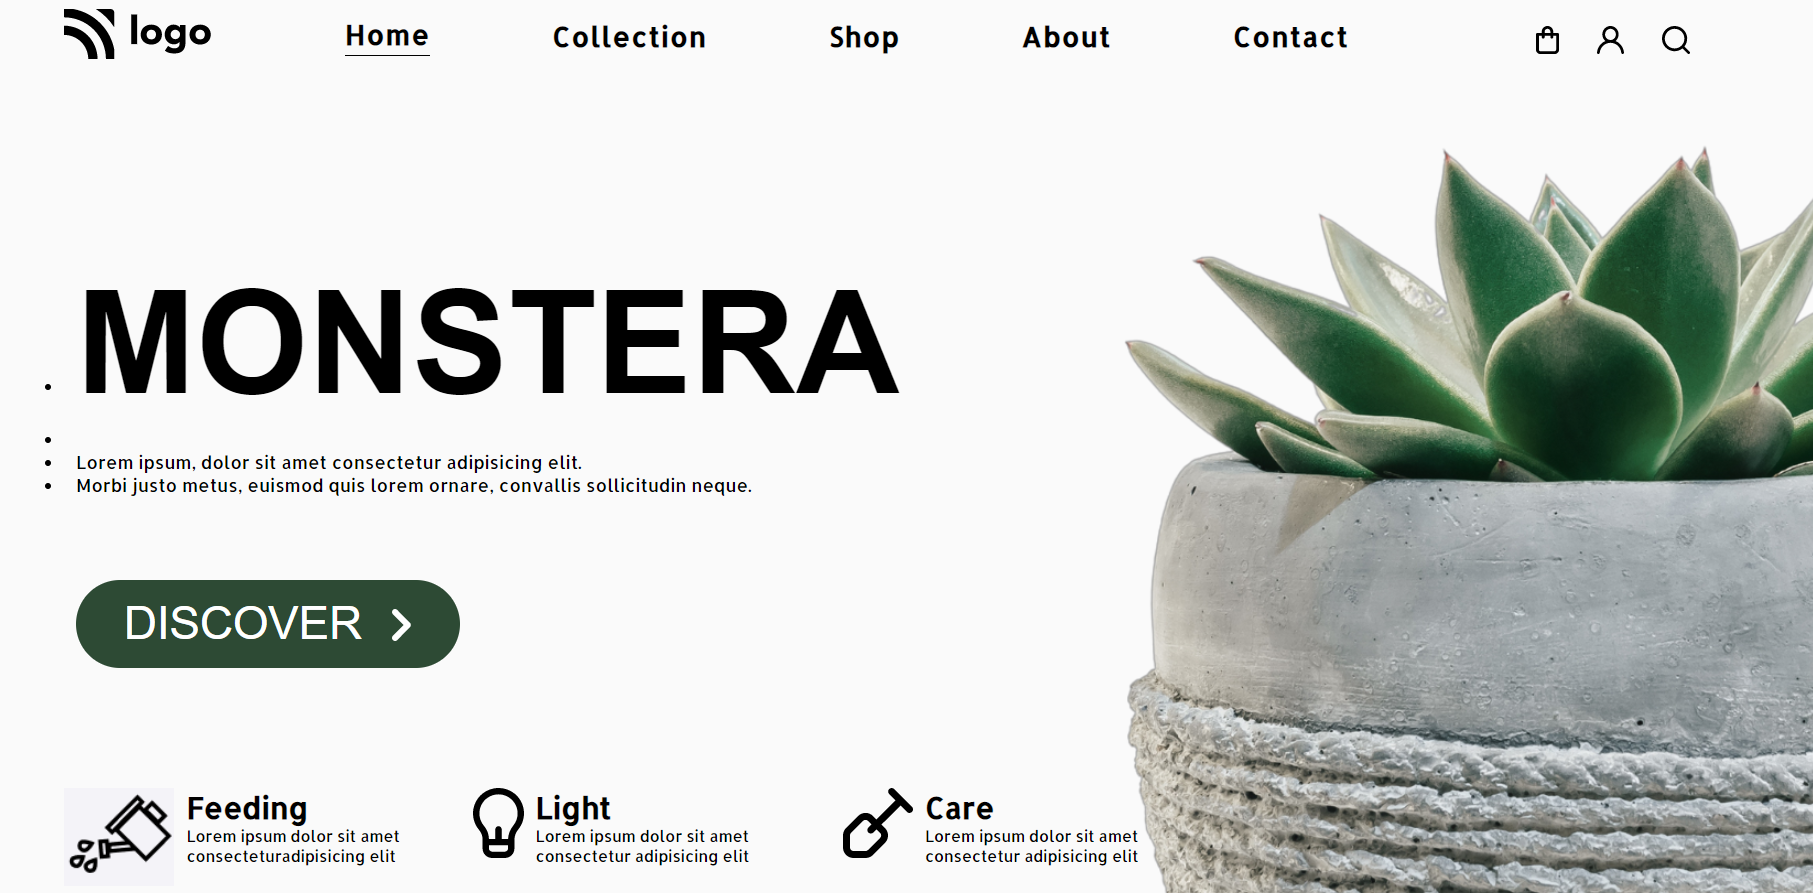 logo
Home
Collection
Shop
About
Contact
MONSTERA
Lorem ipsum, dolor sit amet consectetur adipisicing elit.
Morbi justo metus, euismod quis lorem ornare, convallis sollicitudin neque.
DISCOVER
Feeding
Lorem ipsum dolor sit amet
consecteturadipisicing elit
Light
Lorem ipsum dolor sit amet
consectetur adipisicing elit
Care
Lorem ipsum dolor sit amet
consectetur adipisicing elit